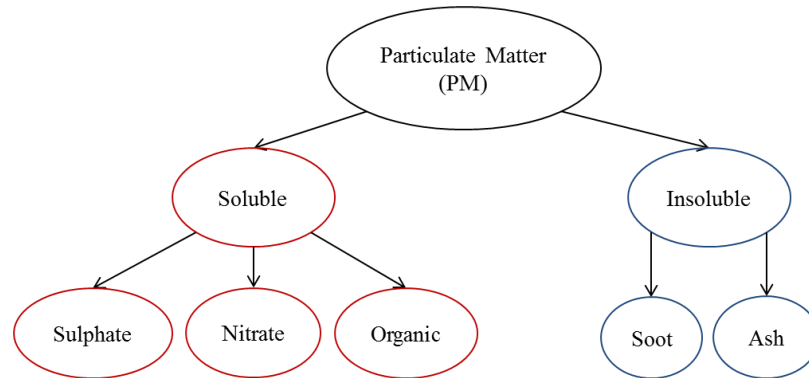 Particulate Matter
(PM)
Soluble
Insoluble
Sulphate
Nitrate
Organic
Soot
Ash